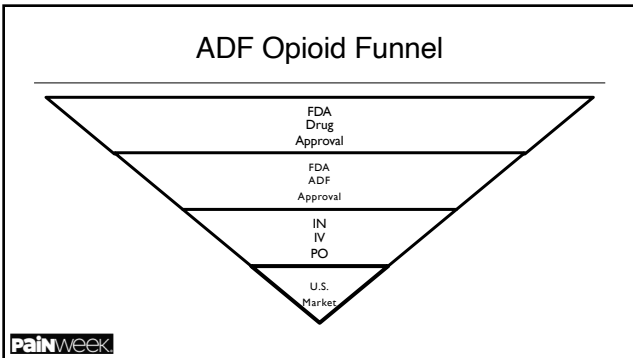 ADF Opioid Funnel
FDA
Drug
Approval
FDA
ADF
Approval
IN
IV
PO
U.S.
Market
PAINWEEK.